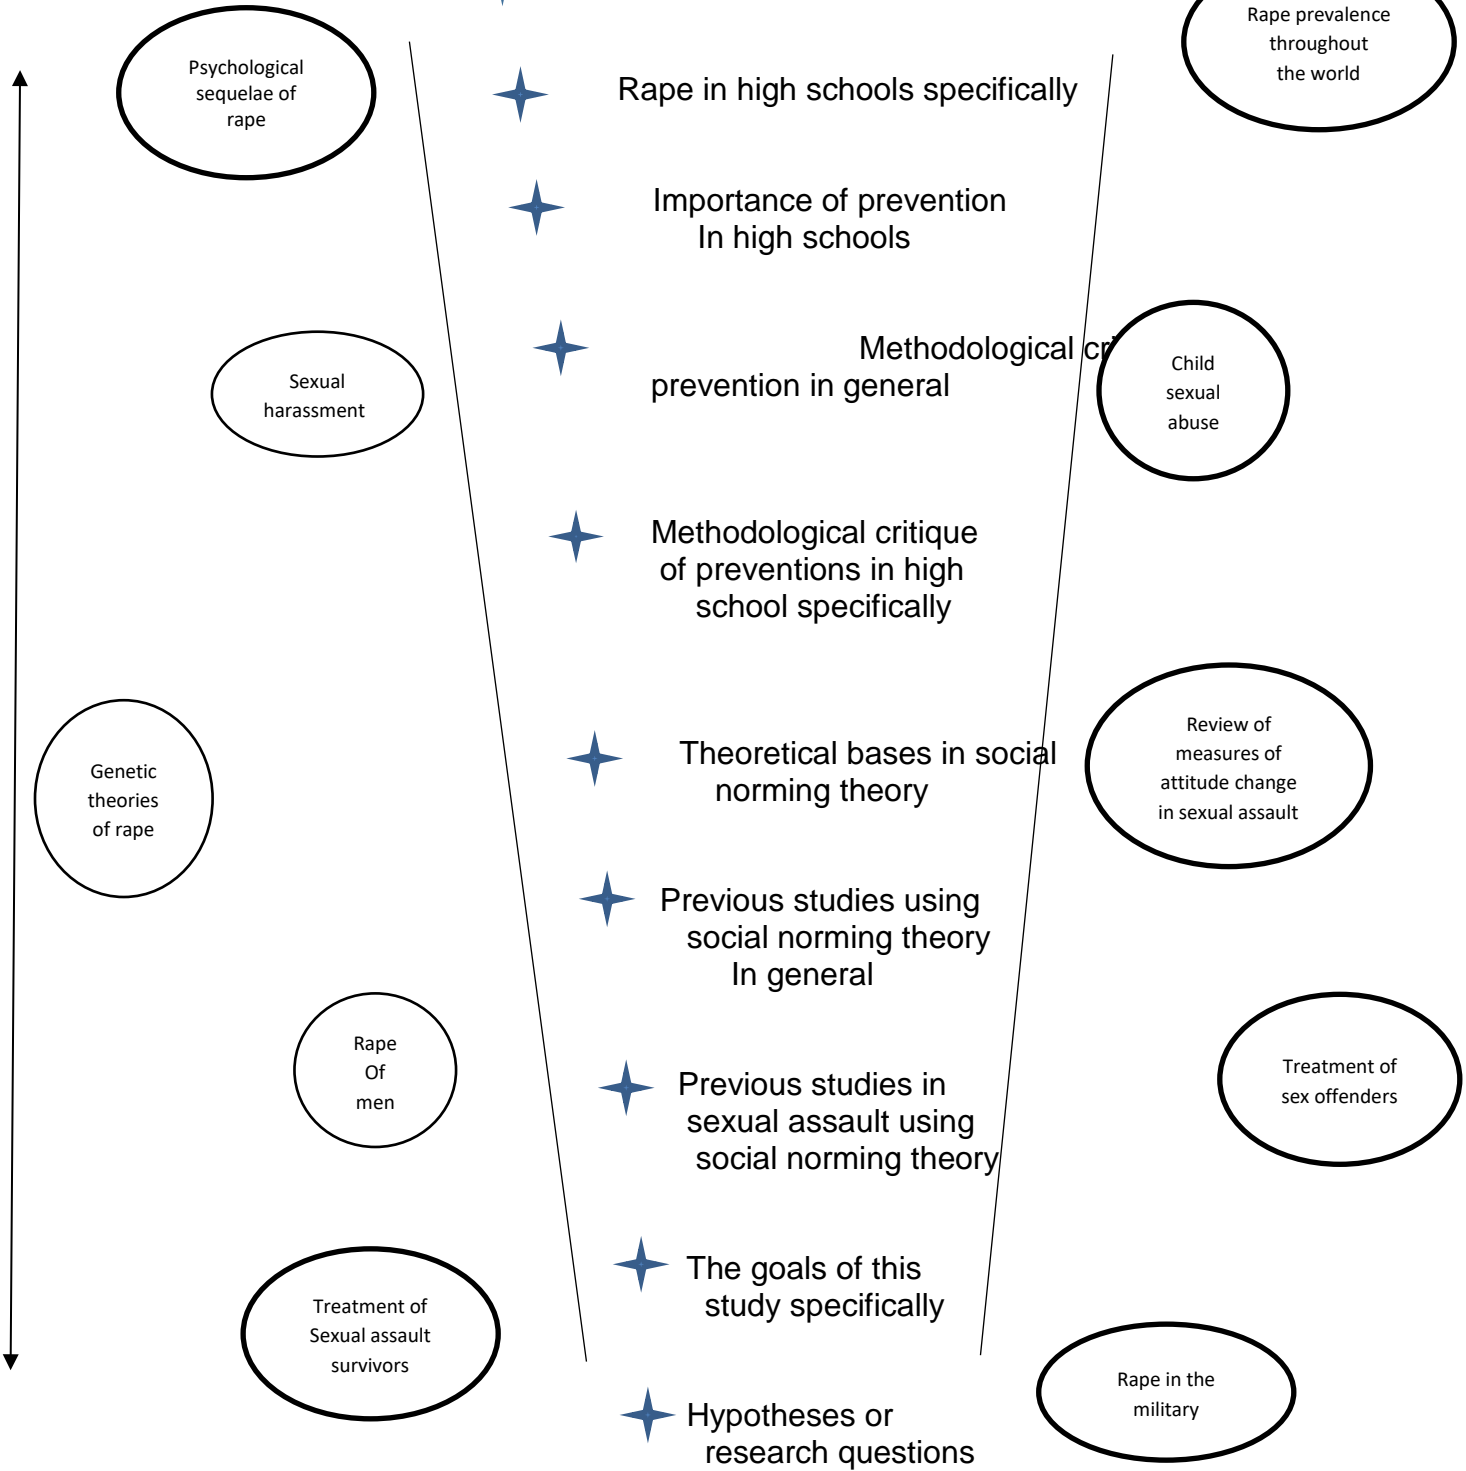 Rape prevalence
throughout
the world
Psychological
sequelae of
rape
Rape in high schools specifically
Importance of prevention
In high schools
Methodological
prevention in general
Sexual
harassment
Child
sexual
abuse
Methodological critique
of preventions in high
school specifically
Theoretical bases in social
norming theory
Genetic
theories
of rape
Review of
measures of
attitude change
in sexual assault
Previous studies using
social norming theory
In general
Rape
Of
men
Previous studies in
sexual assault using
social norming theory
Treatment of
sex offenders
The goals of this
study specifically
Treatment of
Sexual assault
survivors
Rape in the
military
Hypotheses or
research questions